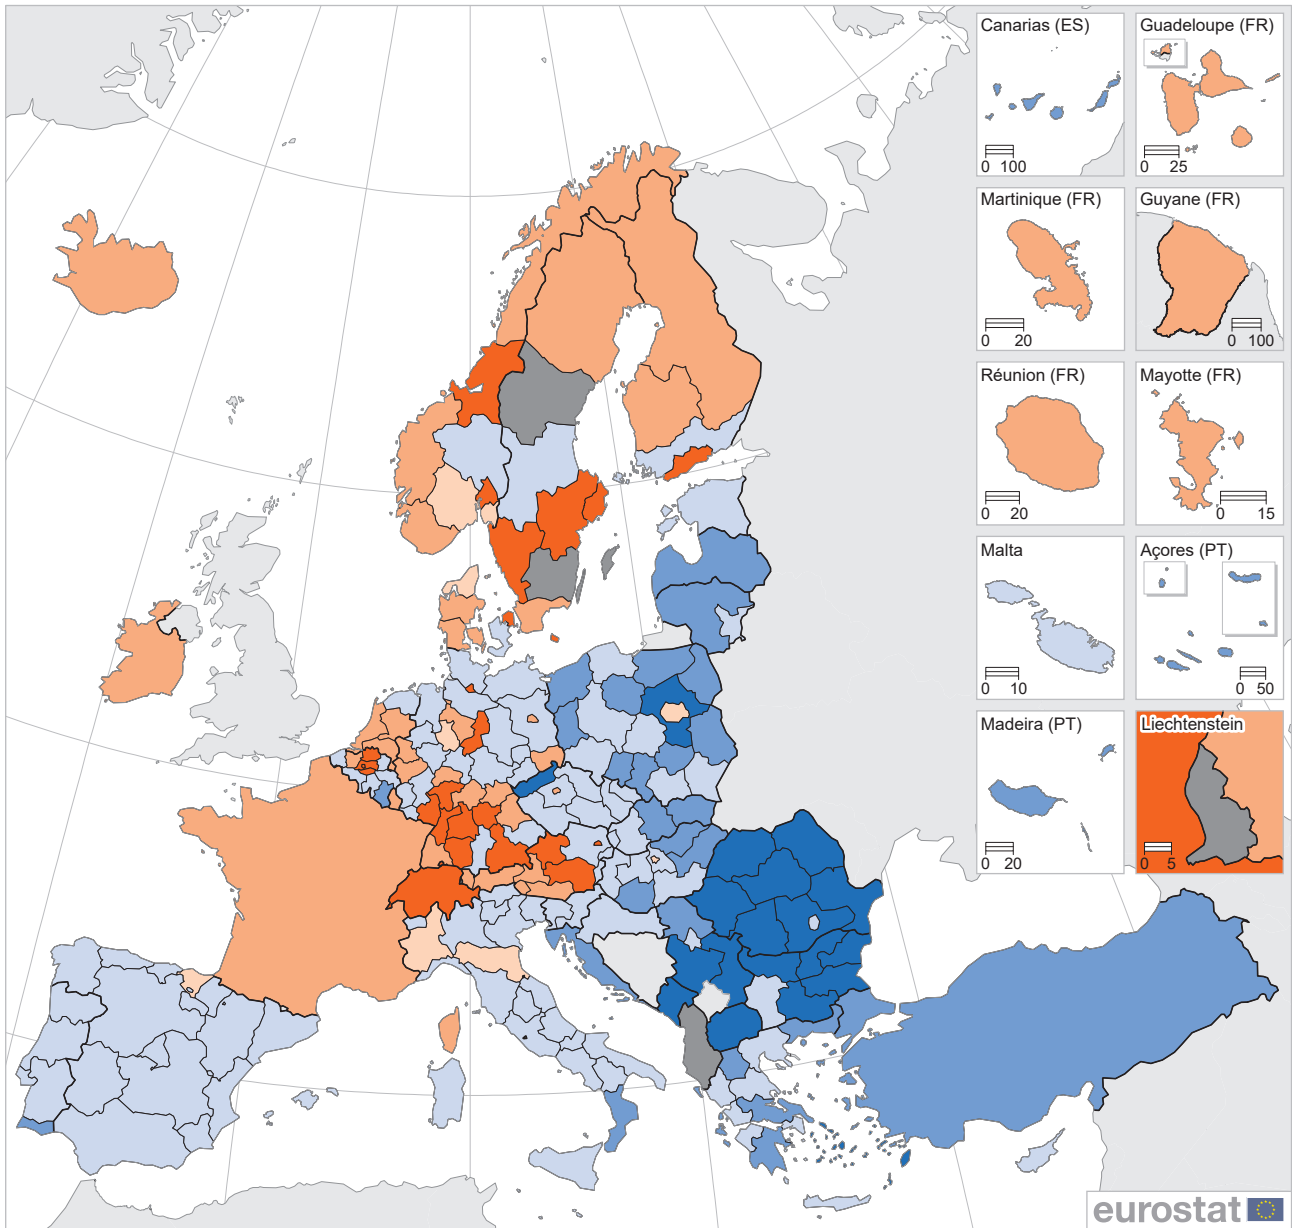 Canarias (ES)
0 100
Guadeloupe (FR)
0 25
Martinique (FR)
0 20
Guyane (FR)
0 100
Réunion (FR)
0 20
Mayotte (FR)
0 15
Malta
0 10
Açores (PT)
0 50
Madeira (PT)
0 20
Liechtenstein
0 5
eurostat